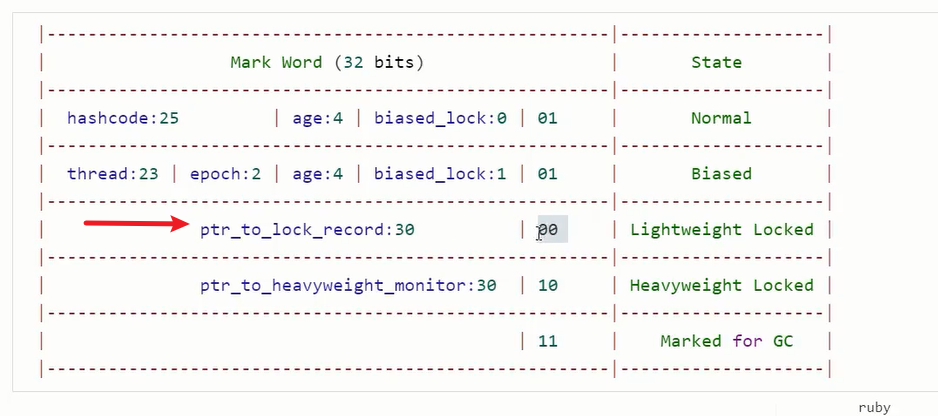 |-------------------------------------------------------|--------------------|
| Mark Word (32 bits) | State |
|-------------------------------------------------------|--------------------|
| hashcode:25 | age:4 | biased_lock:0 | 01 | Normal |
|-------------------------------------------------------|--------------------|
| thread:23 | epoch:2 | age:4 | biased_lock:1 | 01 | Biased |
|-------------------------------------------------------|--------------------|
| ptr_to_lock_record:30 | 00 | Lightweight Locked |
|-------------------------------------------------------|--------------------|
| ptr_to_heavyweight_monitor:30 | 10 | Heavyweight Locked |
|-------------------------------------------------------|--------------------|
| | 11 | Marked for GC |
|-------------------------------------------------------|--------------------|
ruby